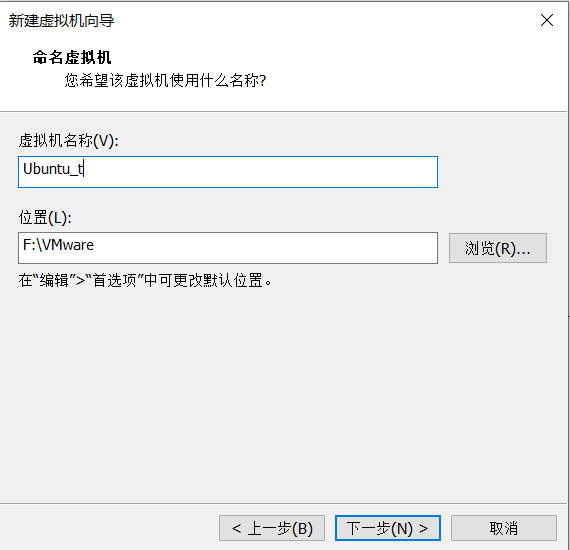 新建虚拟机向导
命名虚拟机
您希望该虚拟机使用什么名称?
虚拟机名称(V):
Ubuntu_t
位置(L):
F:\VMware
浏览(R)...
在“编辑”>“首选项”中可更改默认位置。
< 上一步(B)
下一步(N) >
取消